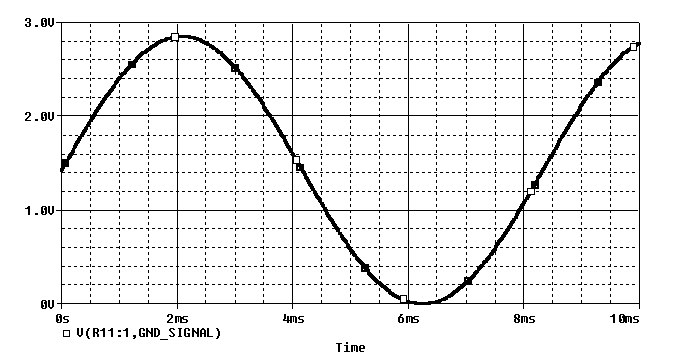 3.0V
2.0V
1.0V
0V
0s 2ms 4ms 6ms 8ms 10ms
V(R11:1,GND_SIGNAL)
Time